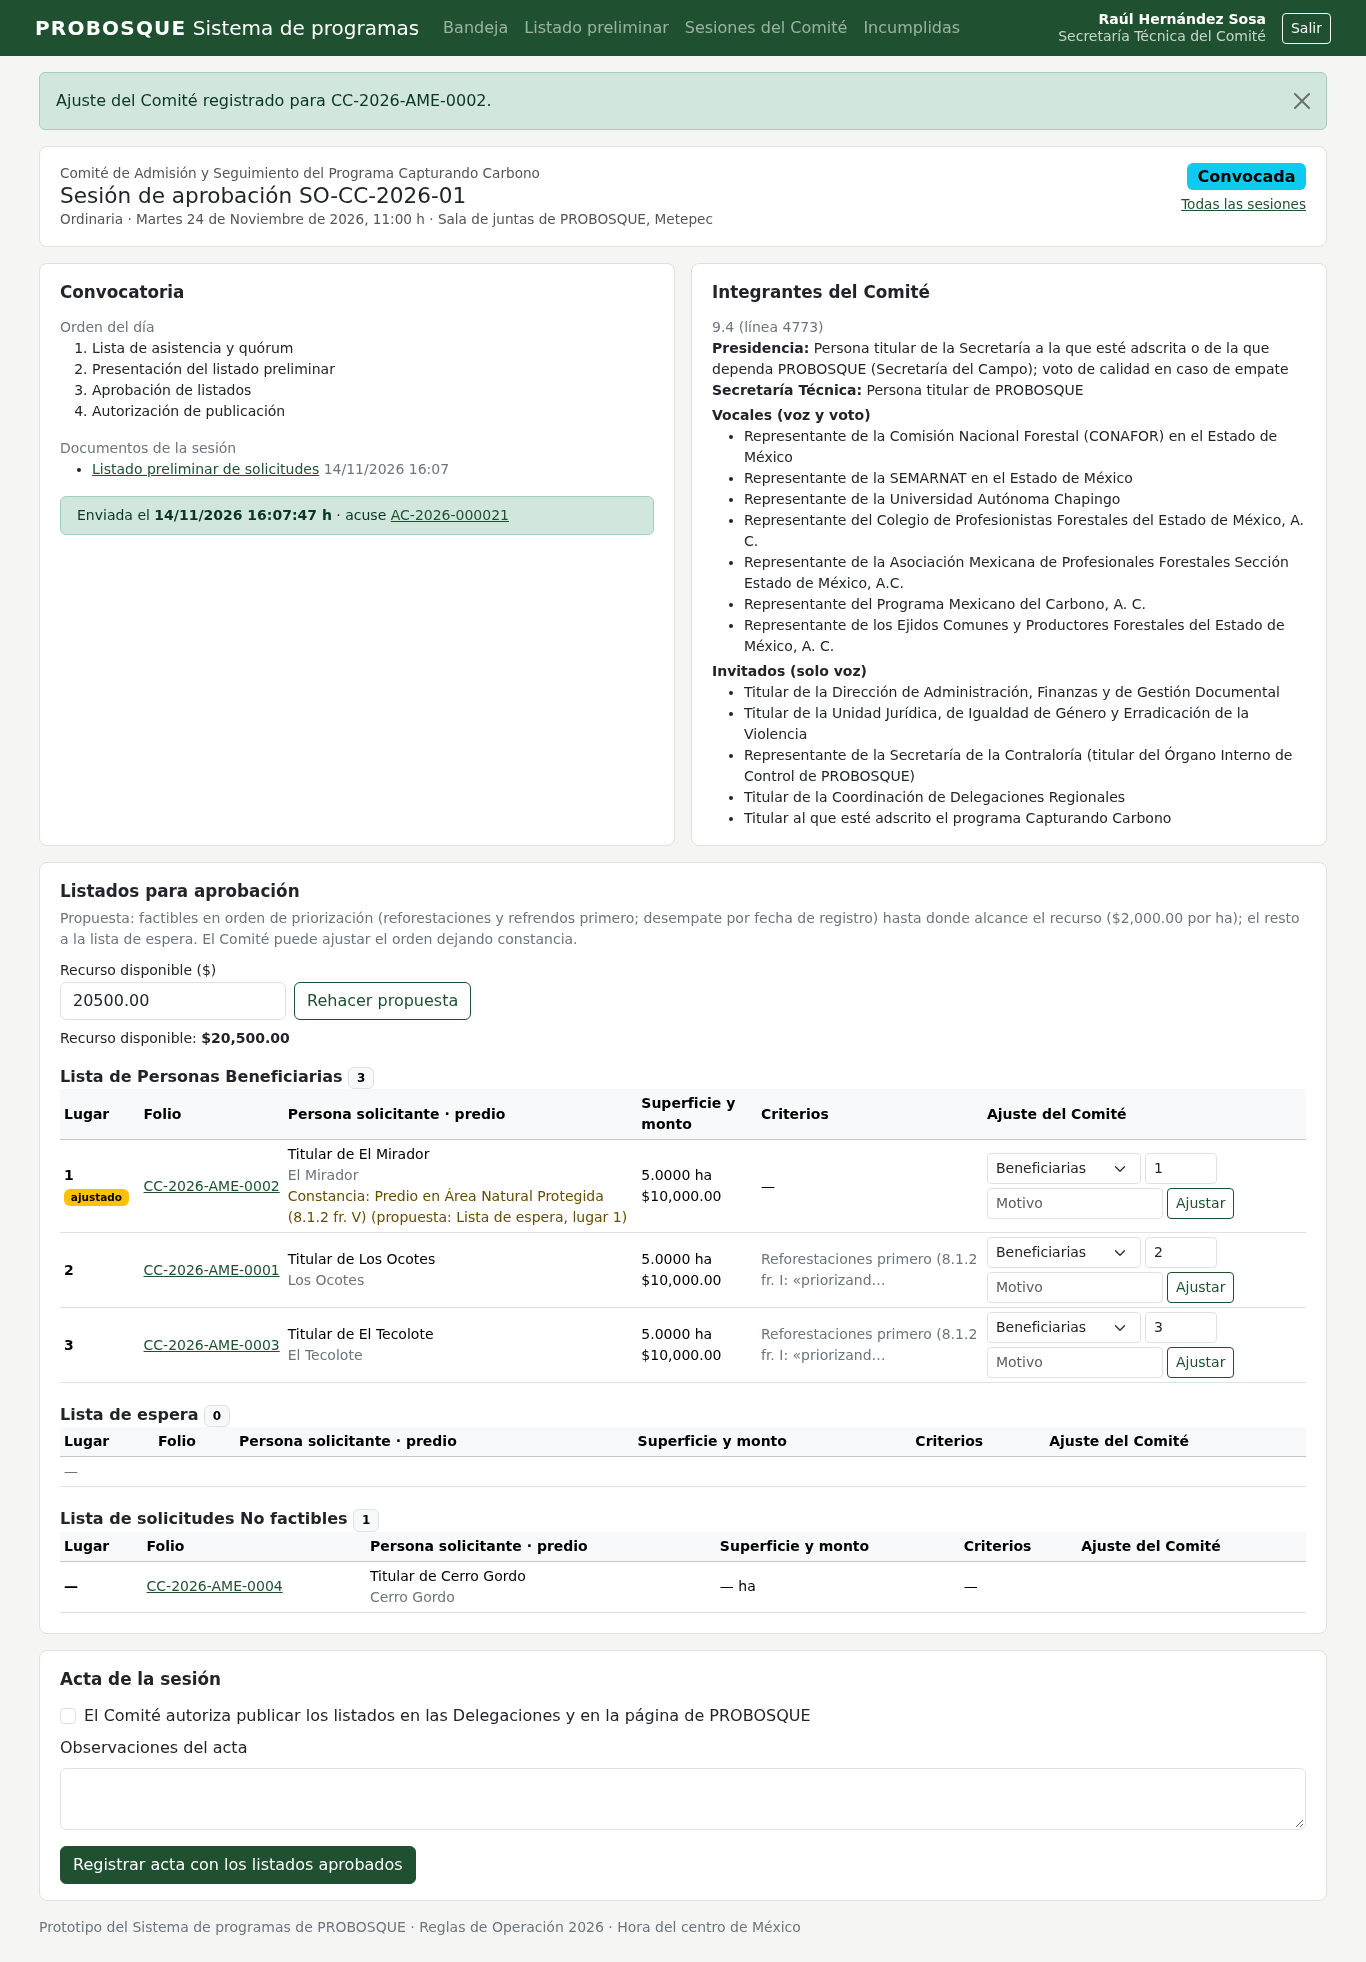 PROBOSQUE Sistema de programas Bandeja Listado preliminar Sesiones del Comité Incumplidas
Raúl Hernández Sosa
Secretaría Técnica del Comité
Salir
Ajuste del Comité registrado para CC-2026-AME-0002.
Comité de Admisión y Seguimiento del Programa Capturando Carbono
Sesión de aprobación SO-CC-2026-01
Ordinaria · Martes 24 de Noviembre de 2026, 11:00 h · Sala de juntas de PROBOSQUE, Metepec
Convocada
Todas las sesiones
Convocatoria
Orden del día
1. Lista de asistencia y quórum
2. Presentación del listado preliminar
3. Aprobación de listados
4. Autorización de publicación
Documentos de la sesión
• Listado preliminar de solicitudes 14/11/2026 16:07
Enviada el 14/11/2026 16:07:47 h · acuse AC-2026-000021
Integrantes del Comité
9.4 (línea 4773)
Presidencia: Persona titular de la Secretaría a la que esté adscrita o de la que
dependa PROBOSQUE (Secretaría del Campo); voto de calidad en caso de empate
Secretaría Técnica: Persona titular de PROBOSQUE
Vocales (voz y voto)
• Representante de la Comisión Nacional Forestal (CONAFOR) en el Estado de
México
• Representante de la SEMARNAT en el Estado de México
• Representante de la Universidad Autónoma Chapingo
• Representante del Colegio de Profesionistas Forestales del Estado de México, A.
C.
• Representante de la Asociación Mexicana de Profesionales Forestales Sección
Estado de México, A.C.
• Representante del Programa Mexicano del Carbono, A. C.
• Representante de los Ejidos Comunes y Productores Forestales del Estado de
México, A. C.
Invitados (solo voz)
• Titular de la Dirección de Administración, Finanzas y de Gestión Documental
• Titular de la Unidad Jurídica, de Igualdad de Género y Erradicación de la
Violencia
• Representante de la Secretaría de la Contraloría (titular del Órgano Interno de
Control de PROBOSQUE)
• Titular de la Coordinación de Delegaciones Regionales
• Titular al que esté adscrito el programa Capturando Carbono
Listados para aprobación
Propuesta: factibles en orden de priorización (reforestaciones y refrendos primero; desempate por fecha de registro) hasta donde alcance el recurso ($2,000.00 por ha); el resto
a la lista de espera. El Comité puede ajustar el orden dejando constancia.
Recurso disponible ($)
20500.00 Rehacer propuesta
Recurso disponible: $20,500.00
Lista de Personas Beneficiarias 3
Lugar Folio Persona solicitante · predio Superficie y monto Criterios Ajuste del Comité
1 ajustado CC-2026-AME-0002
Titular de El Mirador
El Mirador
Constancia: Predio en Área Natural Protegida
(8.1.2 fr. V) (propuesta: Lista de espera, lugar 1)
5.0000 ha
$10,000.00
—
Beneficiarias 1
Motivo Ajustar
2 CC-2026-AME-0001
Titular de Los Ocotes
Los Ocotes
5.0000 ha
$10,000.00
Reforestaciones primero (8.1.2
fr. I: «priorizand...
Beneficiarias 2
Motivo Ajustar
3 CC-2026-AME-0003
Titular de El Tecolote
El Tecolote
5.0000 ha
$10,000.00
Reforestaciones primero (8.1.2
fr. I: «priorizand...
Beneficiarias 3
Motivo Ajustar
Lista de espera 0
Lugar Folio Persona solicitante · predio Superficie y monto Criterios Ajuste del Comité
—
Lista de solicitudes No factibles 1
Lugar Folio Persona solicitante · predio Superficie y monto Criterios Ajuste del Comité
— CC-2026-AME-0004
Titular de Cerro Gordo
Cerro Gordo
— ha
—
Acta de la sesión
El Comité autoriza publicar los listados en las Delegaciones y en la página de PROBOSQUE
Observaciones del acta
Registrar acta con los listados aprobados
Prototipo del Sistema de programas de PROBOSQUE · Reglas de Operación 2026 · Hora del centro de México